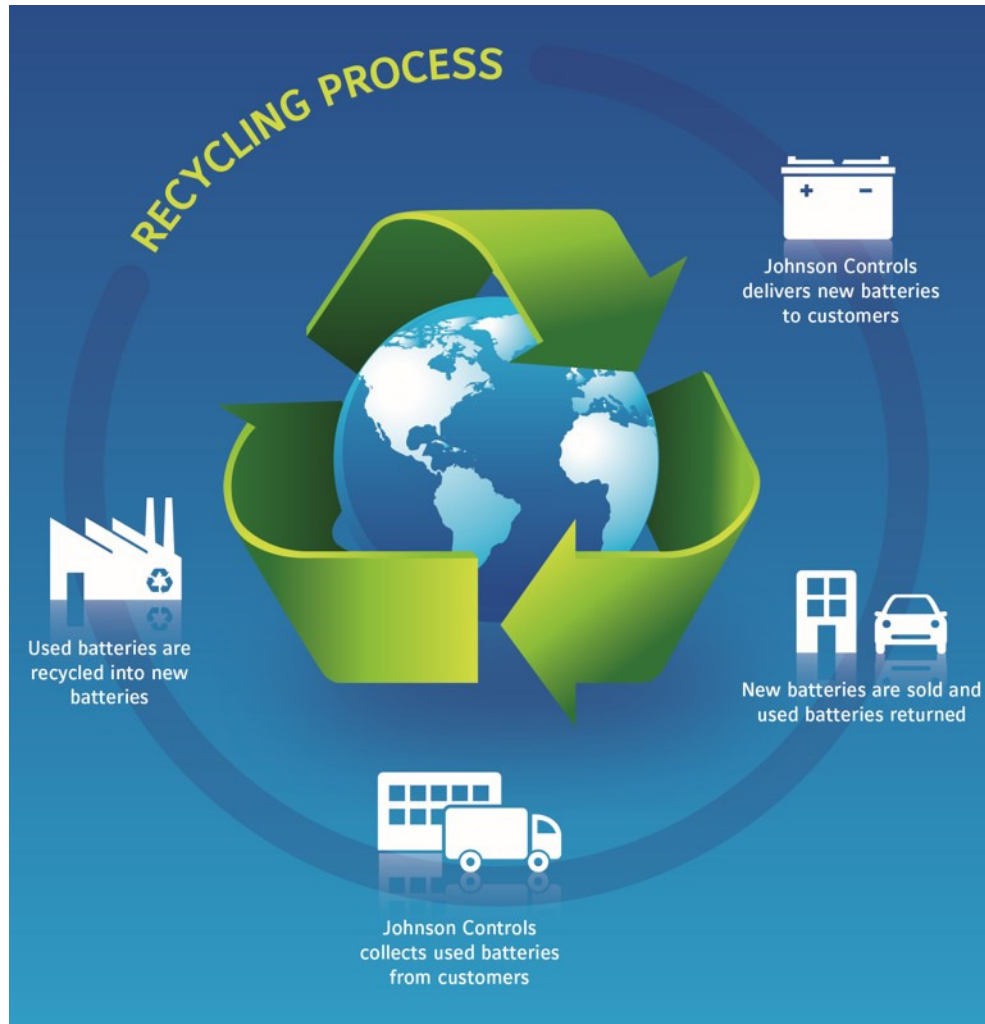 RECYCLING PROCESS
+ -
Johnson Controls
delivers new batteries
to customers
New batteries are sold and
used batteries returned
Johnson Controls
collects used batteries
from customers
Used batteries are
recycled into new
batteries